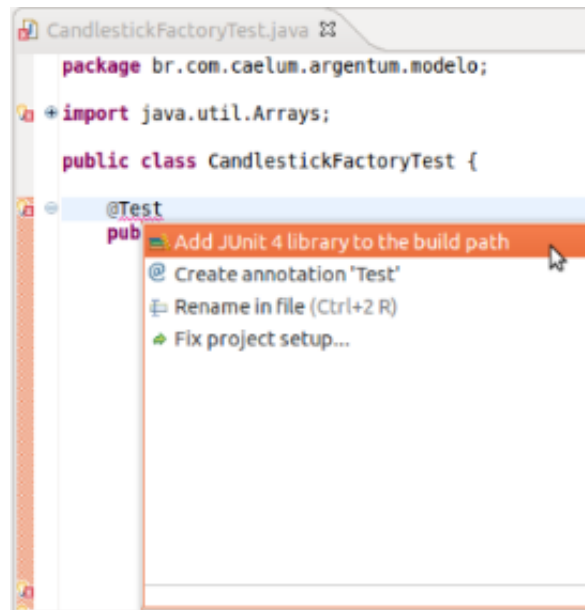 CandlestickFactoryTest.java
package br.com.caelum.argentum.modelo;
import java.util.Arrays;
public class CandlestickFactoryTest {
@Test
pub
Add JUnit 4 library to the build path
Create annotation 'Test'
Rename in file (Ctrl+2 R)
Fix project setup...